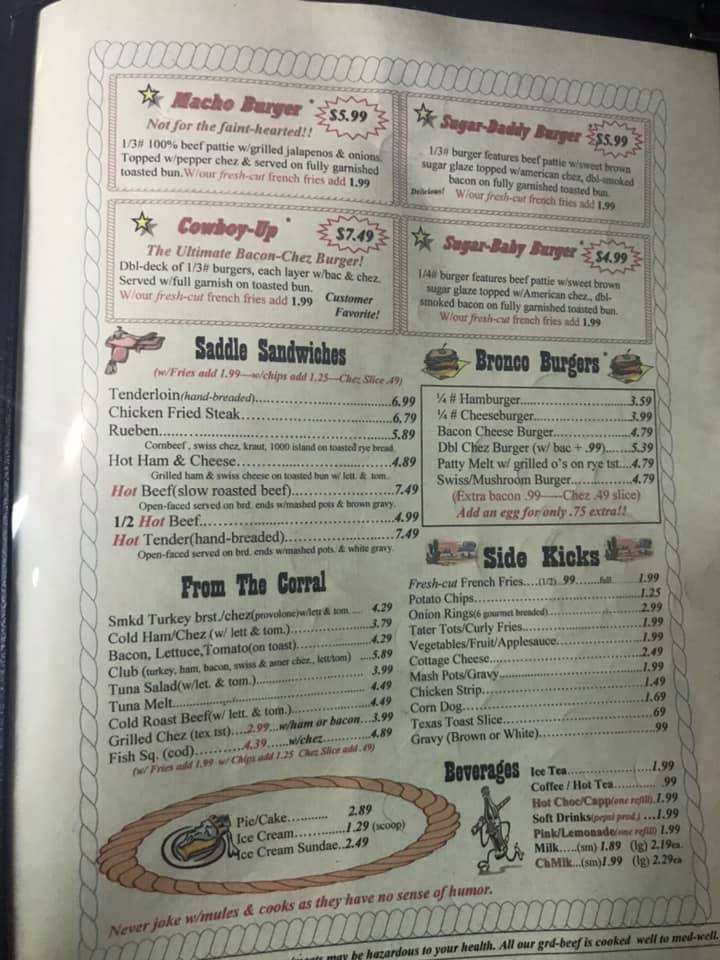 Macho Burger *
$5.99
Not for the faint-hearted!!
1/3# 100% beef pattie w/grilled jalapenos & onions.
Topped w/pepper chez & served on fully garnished
toasted bun. W/our fresh-cut french fries add 1.99
Sugar-Daddy Burger *
$5.99
1/3# burger features beef pattie w/sweet brown
sugar glaze topped w/american chez, dbl-smoked
bacon on fully garnished toasted bun.
Delicious! W/our fresh-cut french fries add 1.99
Cowboy-Up *
$7.49
The Ultimate Bacon-Chez Burger!
Dbl-deck of 1/3# burgers, each layer w/bac & chez.
Served w/full garnish on toasted bun.
W/our fresh-cut french fries add 1.99 Customer
Favorite!
Sugar-Baby Burger *
$4.99
1/4# burger features beef pattie w/sweet brown
sugar glaze topped w/American chez., dbl-
smoked bacon on fully garnished toasted bun.
W/our fresh-cut french fries add 1.99
Saddle Sandwiches
(w/Fries add 1.99—w/chips add 1.25—Chez Slice .49)
Tenderloin(hand-breaded)..................................6.99
Chicken Fried Steak.........................................6.79
Rueben.............................................................5.89
Cornbeef, swiss chez, kraut, 1000 island on toasted rye bread.
Hot Ham & Cheese..........................................4.89
Grilled ham & swiss cheese on toasted bun w/ lett. & tom.
Hot Beef(slow roasted beef)............................7.49
Open-faced served on brd. ends w/mashed pots & brown gravy.
1/2 Hot Beef.....................................................4.99
Hot Tender(hand-breaded)..............................7.49
Open-faced served on brd. ends w/mashed pots. & white gravy.
Bronco Burgers *
¼ # Hamburger............................3.59
¼ # Cheeseburger........................3.99
Bacon Cheese Burger..................4.79
Dbl Chez Burger (w/ bac + .99).......5.39
Patty Melt w/ grilled o's on rye tst....4.79
Swiss/Mushroom Burger..............4.79
(Extra bacon .99-----Chez .49 slice)
Add an egg for only .75 extra!!
From The Corral
Smkd Turkey brst./chez(provolone)w/lett & tom..... 4.29
Cold Ham/Chez (w/ lett & tom.)........................3.79
Bacon, Lettuce,Tomato(on toast).....................4.29
Club (turkey, ham, bacon, swiss & amer chez., lett/tom) ....5.89
Tuna Salad(w/let. & tom.)............................... 3.99
Tuna Melt..................................................... 4.49
Cold Roast Beef(w/ lett. & tom.)..................... 4.49
Grilled Chez (tex tst)....2.99...w/ham or bacon...3.99
Fish Sq. (cod)..........4.39......w/chez............4.89
(w/ Fries add 1.99 w/ Chips add 1.25 Chez Slice add .49)
Side Kicks
Fresh-cut French Fries....(1/2) .99......full......1.99
Potato Chips..........................................1.25
Onion Rings(6 gourmet breaded).....................2.99
Tater Tots/Curly Fries..............................1.99
Vegetables/Fruit/Applesauce.....................1.99
Cottage Cheese.......................................2.49
Mash Pots/Gravy....................................1.99
Chicken Strip..........................................1.49
Corn Dog................................................1.69
Texas Toast Slice......................................69
Gravy (Brown or White)...........................99
Beverages
Ice Tea.......................1.99
Coffee / Hot Tea........... .99
Hot Choc/Capp(one refill).1.99
Soft Drinks(pepsi prod.) ...1.99
Pink/Lemonade(one refill) 1.99
Milk.....(sm) 1.89 (lg) 2.19ea.
ChMlk...(sm)1.99 (lg) 2.29ea
Pie/Cake........... 2.89
Ice Cream.............1.29 (scoop)
Ice Cream Sundae..2.49
Never joke w/mules & cooks as they have no sense of humor.
may be hazardous to your health. All our grd-beef is cooked well to med-well.